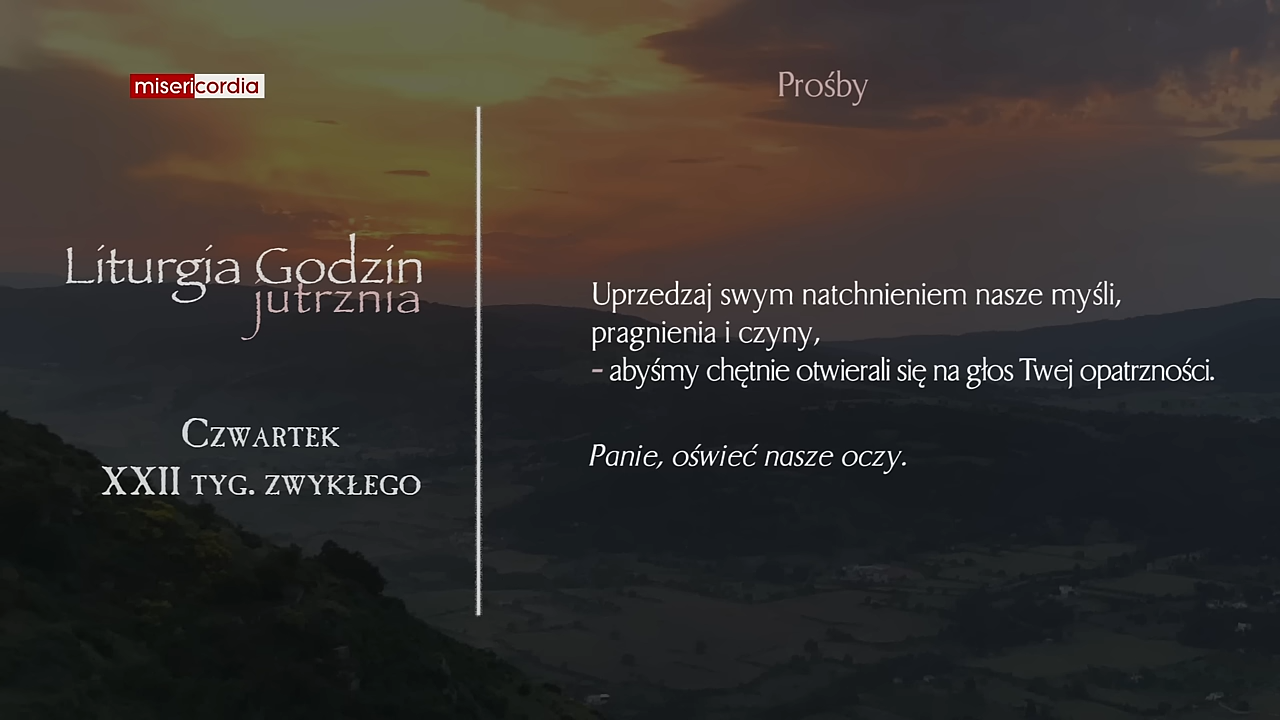 misericordia
Liturgia Godzin
jutrznia
Czwartek
XXII tyg. zwykłego
Prośby
Uprzedzaj swym natchnieniem nasze myśli,
pragnienia i czyny,
- abyśmy chętnie otwierali się na głos Twej opatrzności.
Panie, oświeć nasze oczy.